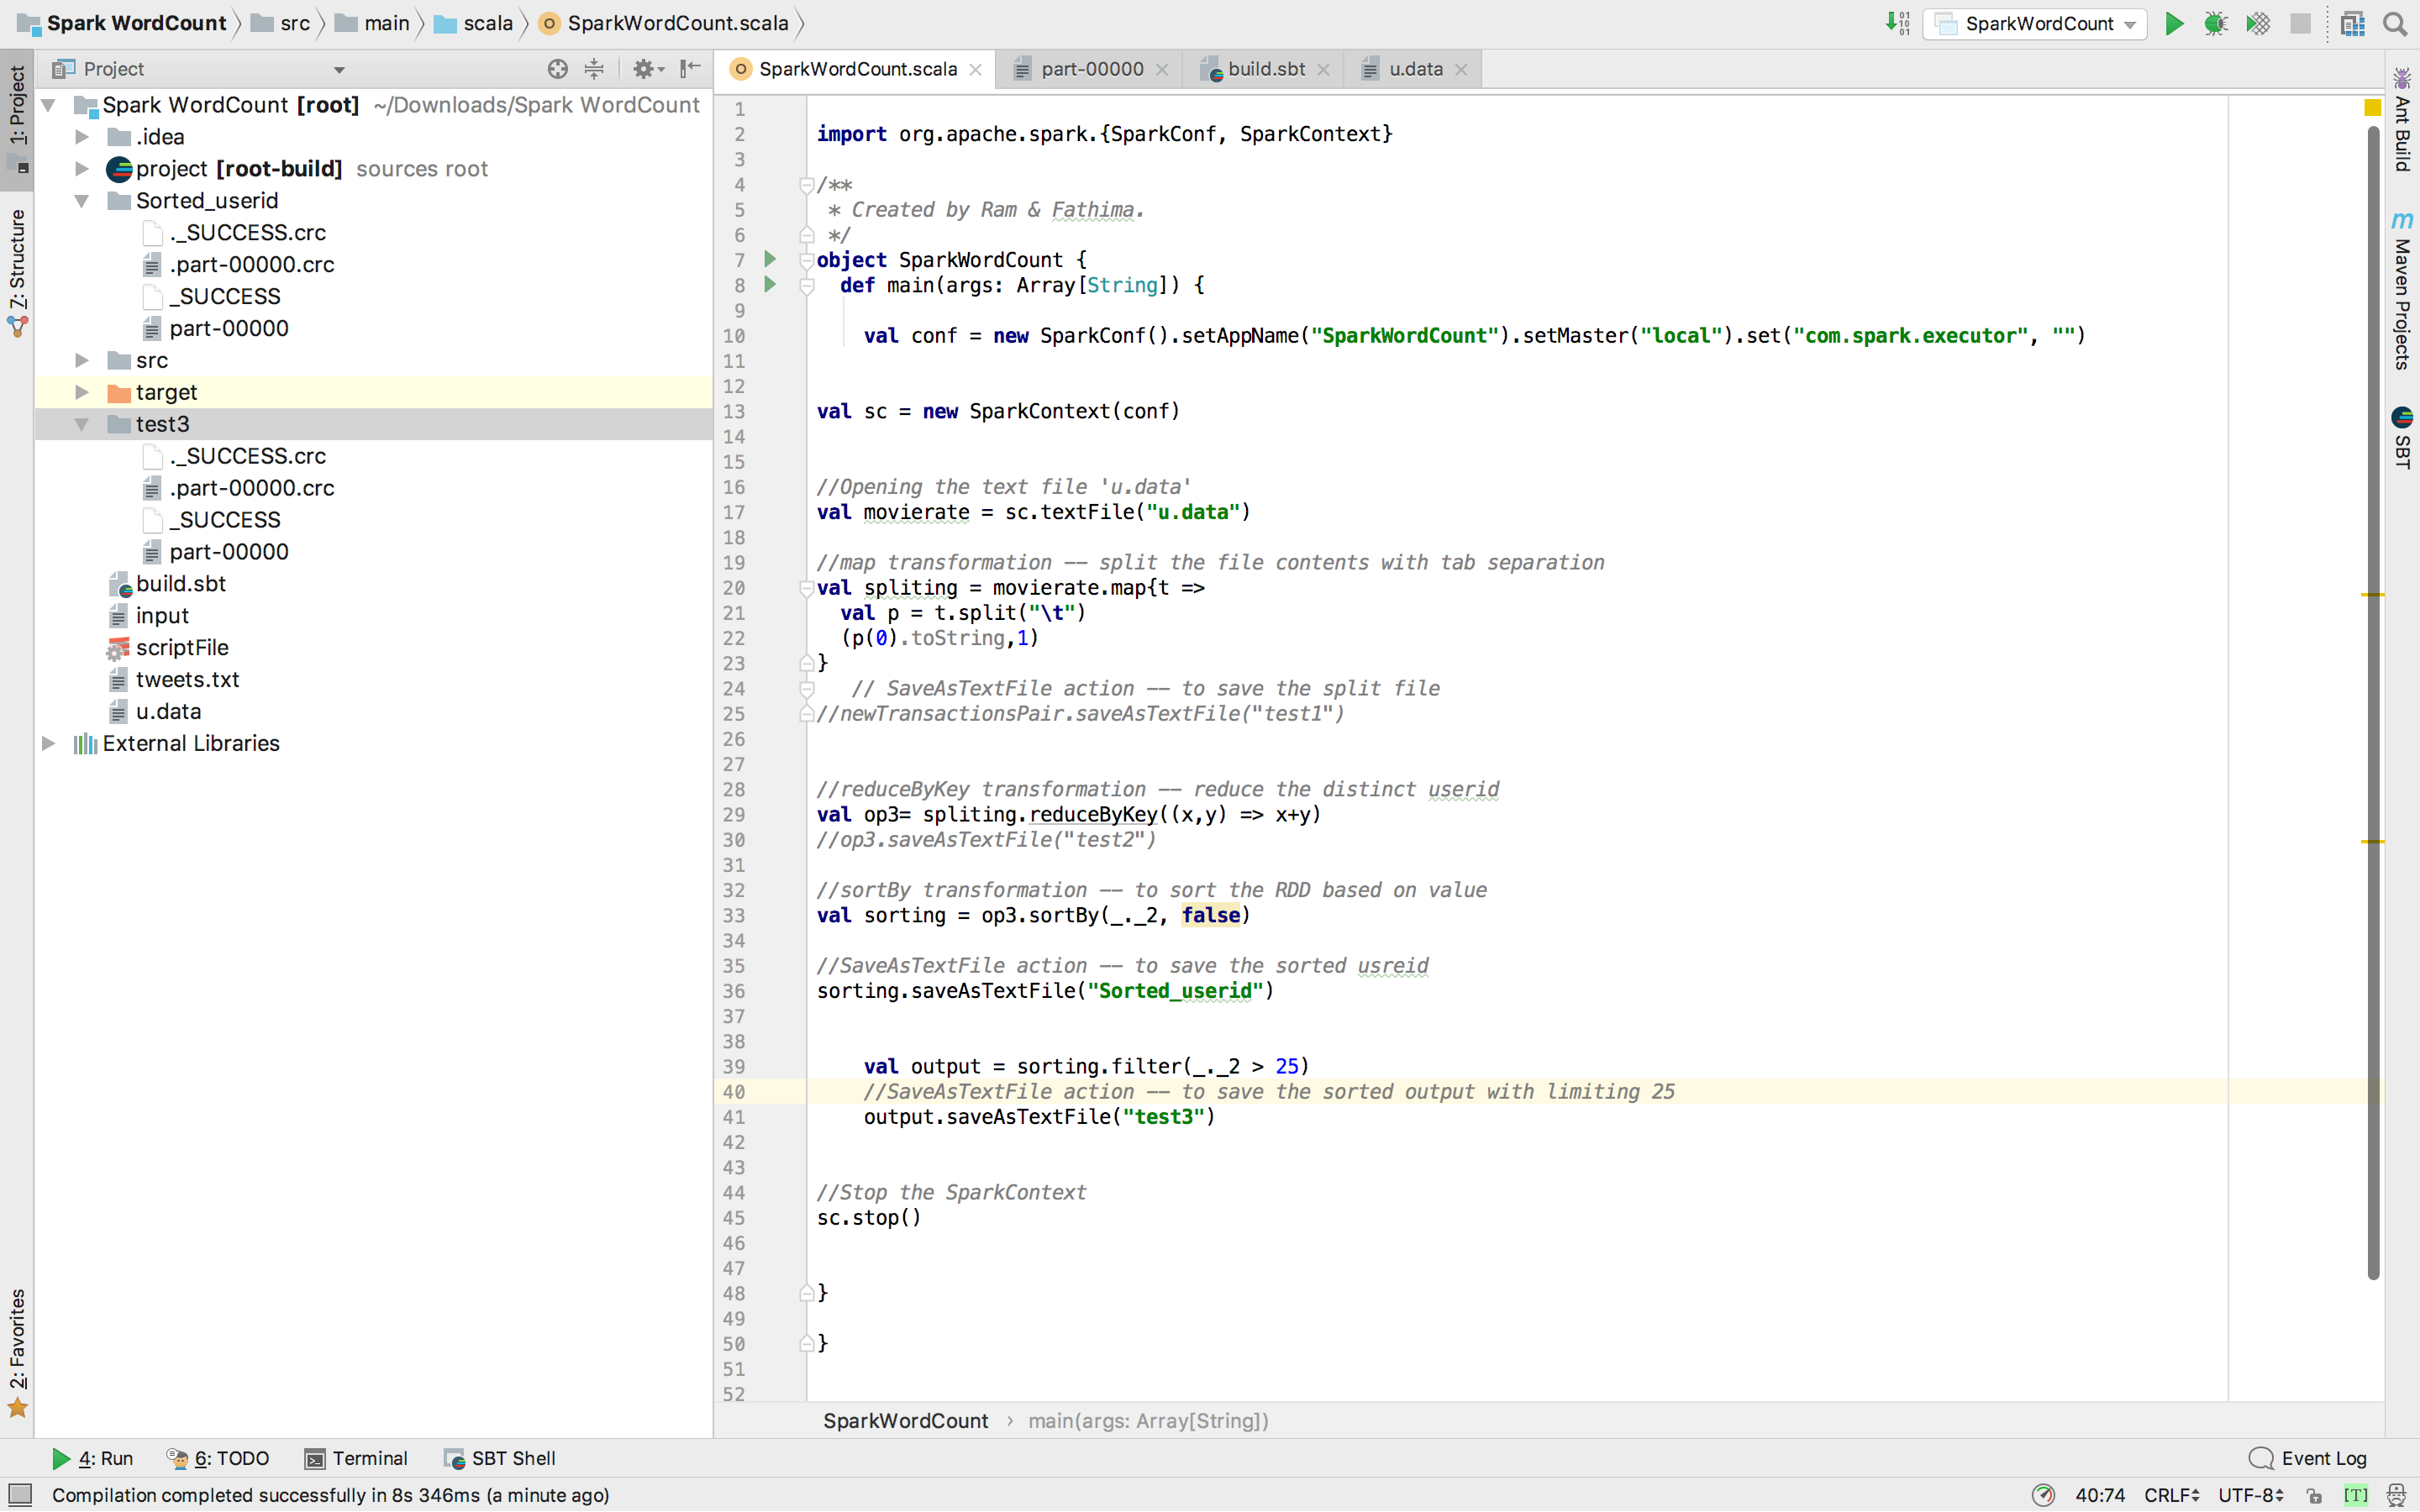 Spark WordCount src main scala SparkWordCount.scala SparkWordCount
Project
SparkWordCount.scala part-00000 build.sbt u.data
1: Project
7: Structure
2: Favorites
Spark WordCount [root] ~/Downloads/Spark WordCount
.idea
project [root-build] sources root
Sorted_userid
._SUCCESS.crc
.part-00000.crc
_SUCCESS
part-00000
src
target
test3
._SUCCESS.crc
.part-00000.crc
_SUCCESS
part-00000
build.sbt
input
scriptFile
tweets.txt
u.data
External Libraries
1
2 import org.apache.spark.{SparkConf, SparkContext}
3
4 /**
5 * Created by Ram & Fathima.
6 */
7 object SparkWordCount {
8 def main(args: Array[String]) {
9
10 val conf = new SparkConf().setAppName("SparkWordCount").setMaster("local").set("com.spark.executor", "")
11
12
13 val sc = new SparkContext(conf)
14
15
16 //Opening the text file 'u.data'
17 val movierate = sc.textFile("u.data")
18
19 //map transformation -- split the file contents with tab separation
20 val spliting = movierate.map{t =>
21 val p = t.split("\t")
22 (p(0).toString,1)
23 }
24 // SaveAsTextFile action -- to save the split file
25 //newTransactionsPair.saveAsTextFile("test1")
26
27
28 //reduceByKey transformation -- reduce the distinct userid
29 val op3= spliting.reduceByKey((x,y) => x+y)
30 //op3.saveAsTextFile("test2")
31
32 //sortBy transformation -- to sort the RDD based on value
33 val sorting = op3.sortBy(_._2, false)
34
35 //SaveAsTextFile action -- to save the sorted usreid
36 sorting.saveAsTextFile("Sorted_userid")
37
38
39 val output = sorting.filter(_._2 > 25)
40 //SaveAsTextFile action -- to save the sorted output with limiting 25
41 output.saveAsTextFile("test3")
42
43
44 //Stop the SparkContext
45 sc.stop()
46
47
48 }
49
50 }
51
52
SparkWordCount › main(args: Array[String])
Ant Build
m Maven Projects
SBT
4: Run 6: TODO Terminal SBT Shell Event Log
Compilation completed successfully in 8s 346ms (a minute ago) 40:74 CRLF UTF-8 [T]